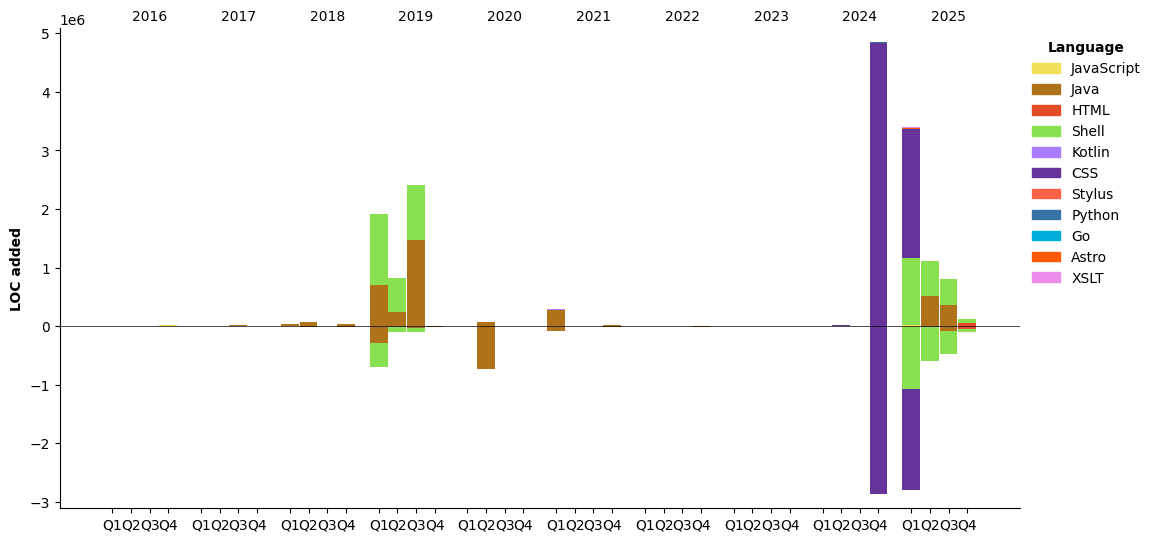 1e6
2016 2017 2018 2019 2020 2021 2022 2023 2024 2025
5
4
3
2
1
0
−1
−2
−3
LOC added
Q1Q2Q3Q4 Q1Q2Q3Q4 Q1Q2Q3Q4 Q1Q2Q3Q4 Q1Q2Q3Q4 Q1Q2Q3Q4 Q1Q2Q3Q4 Q1Q2Q3Q4 Q1Q2Q3Q4 Q1Q2Q3Q4
Language
JavaScript
Java
HTML
Shell
Kotlin
CSS
Stylus
Python
Go
Astro
XSLT